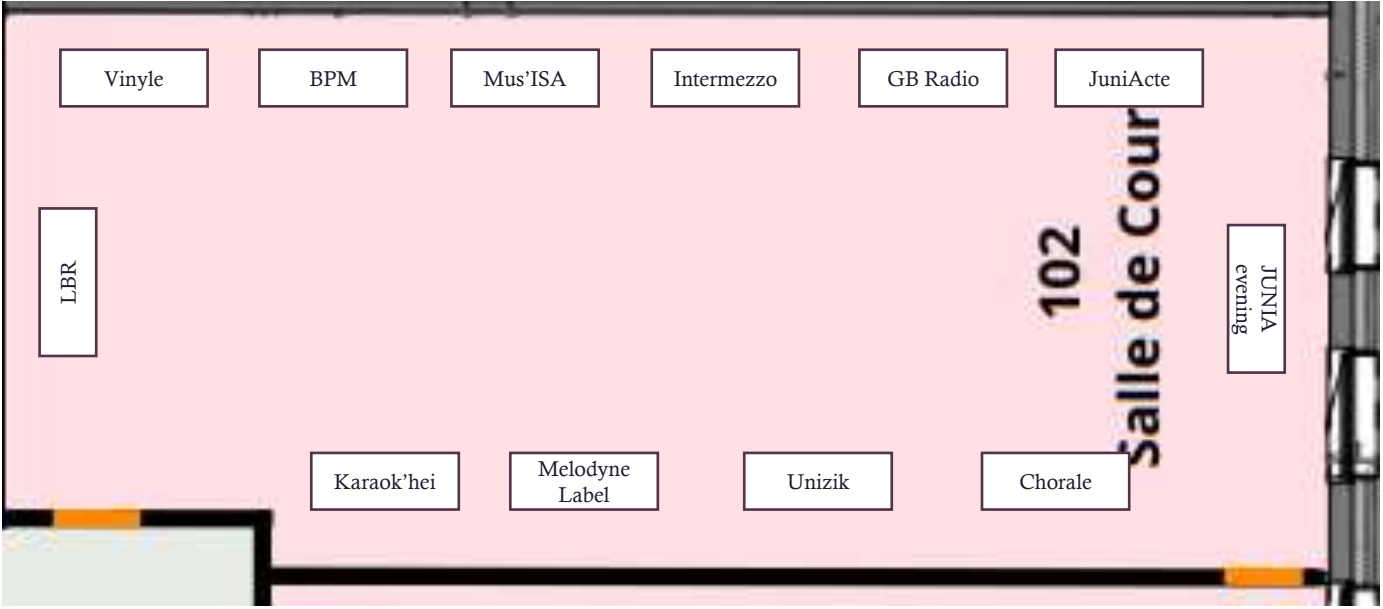 Vinyle
BPM
Mus’ISA
Intermezzo
GB Radio
JuniActe
LBR
102
Salle de Cour
JUNIA
evening
Karaok’hei
Melodyne
Label
Unizik
Chorale